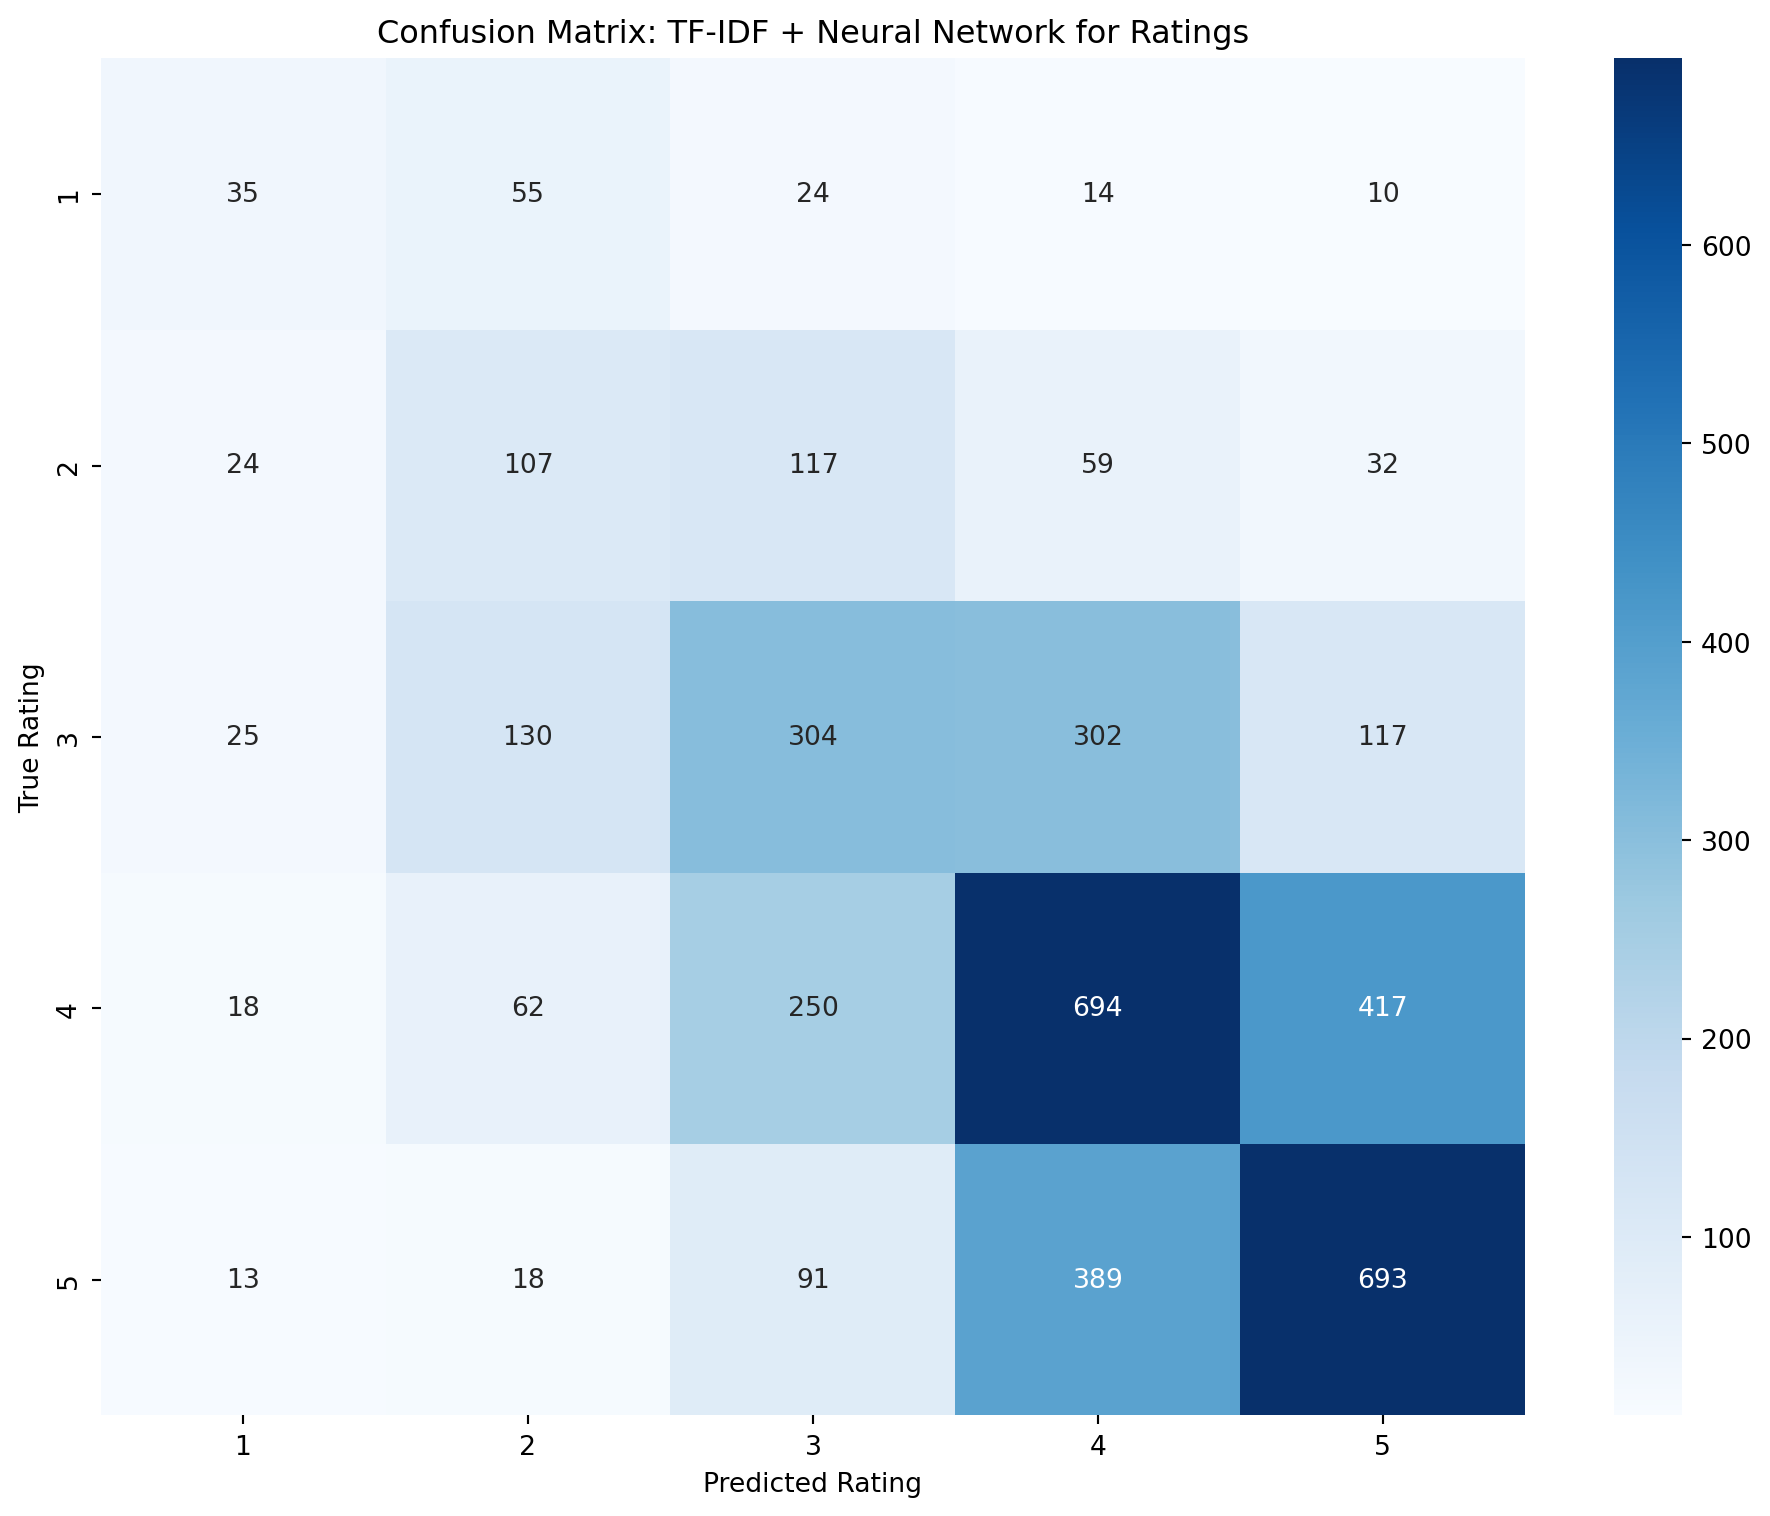 Confusion Matrix: TF-IDF + Neural Network for Ratings
True Rating
1 35 55 24 14 10
2 24 107 117 59 32
3 25 130 304 302 117
4 18 62 250 694 417
5 13 18 91 389 693
1 2 3 4 5
Predicted Rating
600
500
400
300
200
100